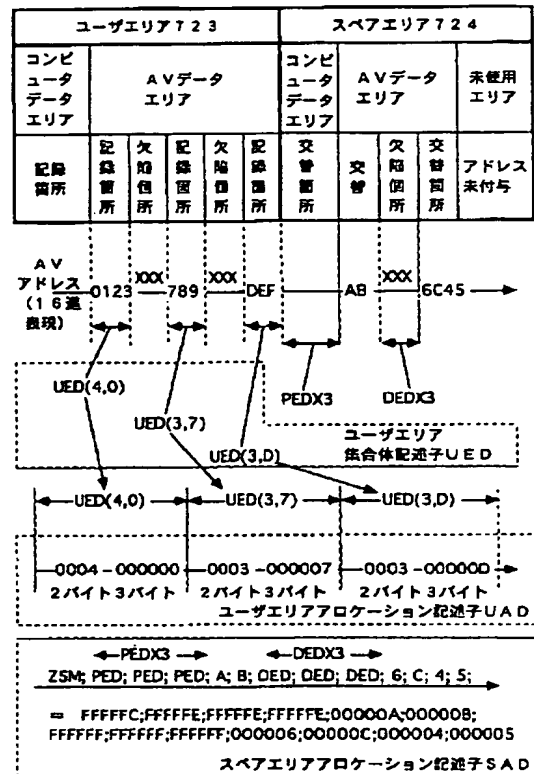 ユーザエリア723
スペアエリア724
コンピュータデータエリア
AVデータエリア
コンピュータデータエリア
AVデータエリア
未使用エリア
記録箇所
記録箇所
欠陥個所
記録箇所
欠陥個所
記録箇所
交替箇所
交替
欠陥個所
交替箇所
アドレス未付与
AVアドレス(16進表現)
0123 XXX 789 XXX DEF AB XXX 6C45
UED(4,0)
PEDX3
DEDX3
UED(3,7)
UED(3,D)
ユーザエリア
集合体記述子UED
UED(4,0) UED(3,7) UED(3,D)
0004-000000 0003-000007 0003-00000D
2バイト3バイト 2バイト3バイト 2バイト3バイト
ユーザエリアアロケーション記述子UAD
PEDX3 DEDX3
ZSM; PED; PED; PED; A; B; DED; DED; DED; 6; C; 4; 5;
= FFFFFC;FFFFFE;FFFFFE;FFFFFE;00000A;00000B;
FFFFFF;FFFFFF;FFFFFF;000006;00000C;000004;000005
スペアエリアアロケーション記述子SAD